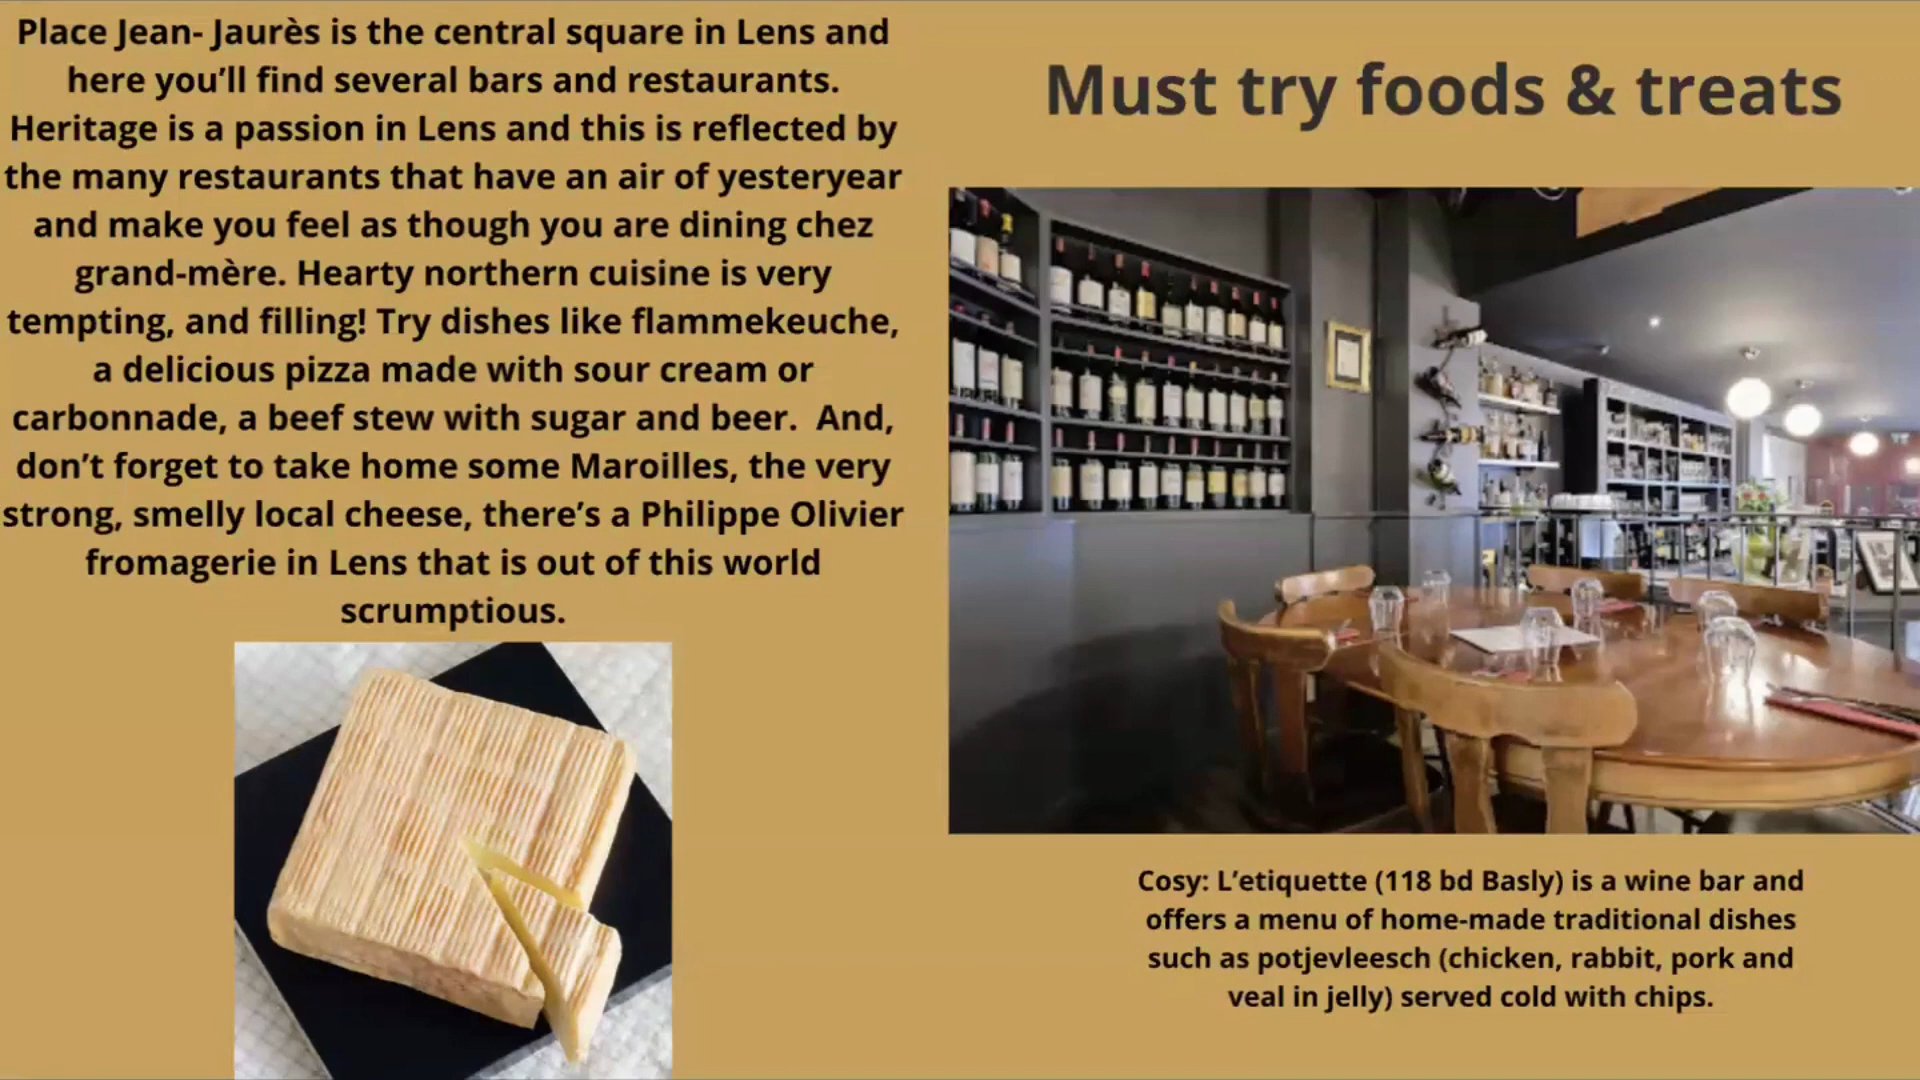 Place Jean- Jaurès is the central square in Lens and
here you’ll find several bars and restaurants.
Heritage is a passion in Lens and this is reflected by
the many restaurants that have an air of yesteryear
and make you feel as though you are dining chez
grand-mère. Hearty northern cuisine is very
tempting, and filling! Try dishes like flammekeuche,
a delicious pizza made with sour cream or
carbonnade, a beef stew with sugar and beer.  And,
don’t forget to take home some Maroilles, the very
strong, smelly local cheese, there’s a Philippe Olivier
fromagerie in Lens that is out of this world
scrumptious.
Must try foods & treats
Cosy: L’etiquette (118 bd Basly) is a wine bar and
offers a menu of home-made traditional dishes
such as potjevleesch (chicken, rabbit, pork and
veal in jelly) served cold with chips.